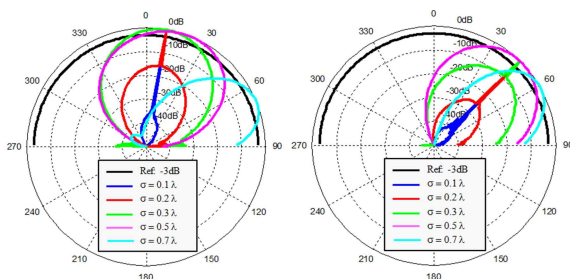 0
0dB
30
-10dB
-20dB
-30dB
-40dB
60
90
120
150
180
210
240
270
300
330
Ref: -3dB
σ = 0.1 λ
σ = 0.2 λ
σ = 0.3 λ
σ = 0.5 λ
σ = 0.7 λ
0
0dB
30
-10dB
-20dB
-30dB
-40dB
60
90
120
150
180
210
240
270
300
330
Ref: -3dB
σ = 0.1 λ
σ = 0.2 λ
σ = 0.3 λ
σ = 0.5 λ
σ = 0.7 λ